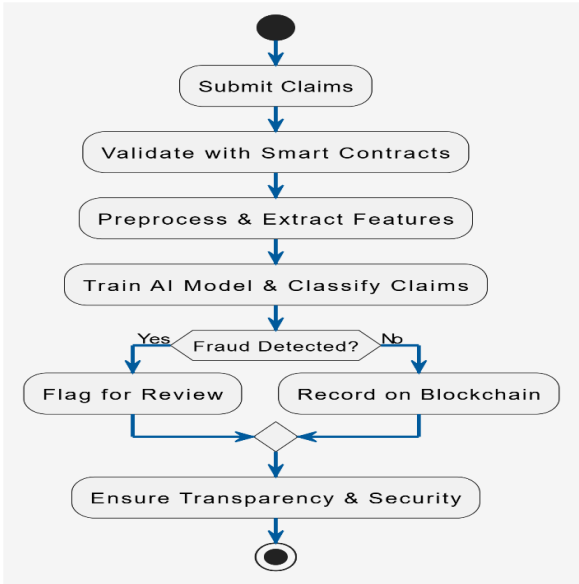 Submit Claims
Validate with Smart Contracts
Preprocess & Extract Features
Train AI Model & Classify Claims
Yes
Fraud Detected?
No
Flag for Review
Record on Blockchain
Ensure Transparency & Security